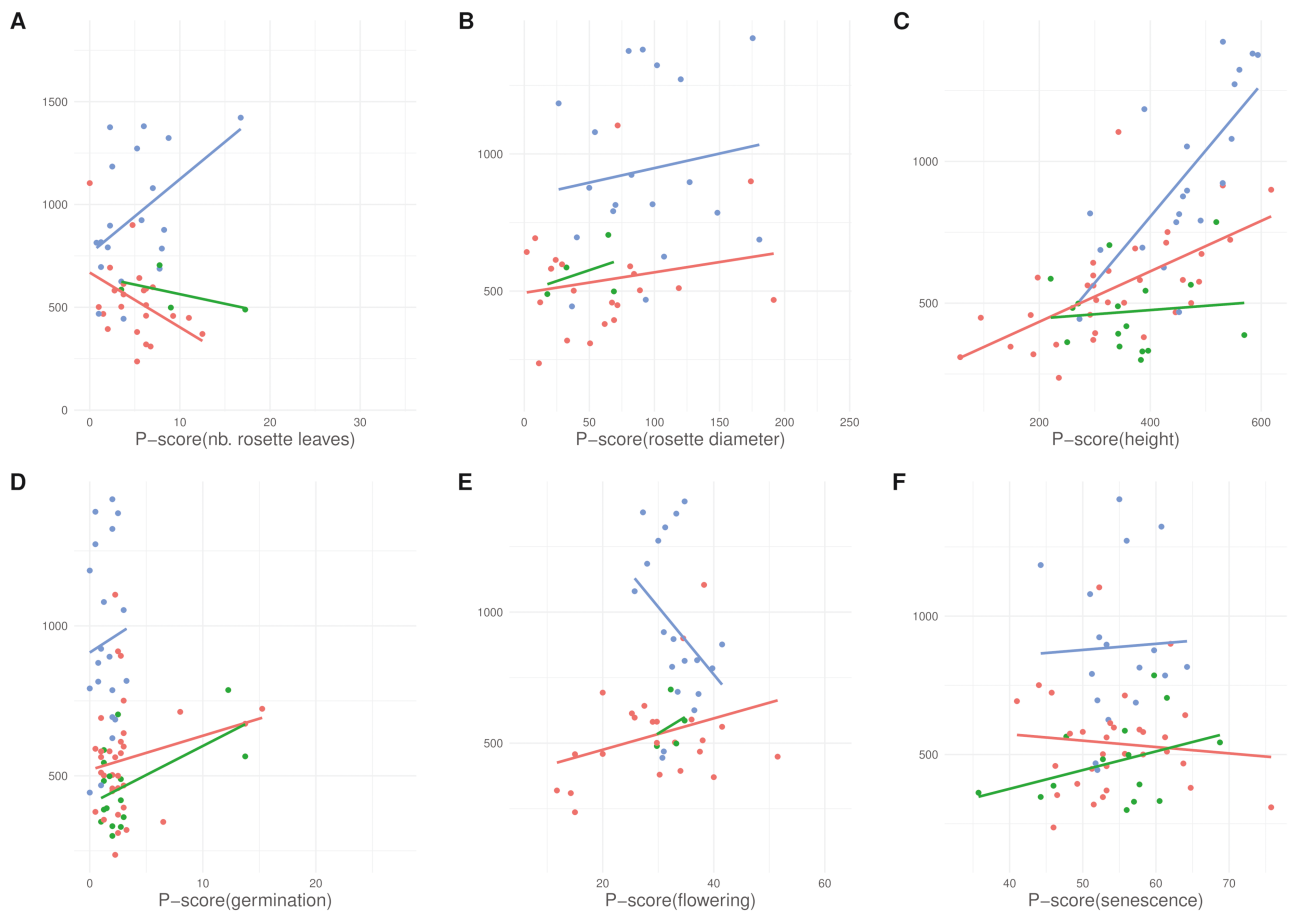 A
B
C
1500
1000
500
0
0 10 20 30
P−score(nb. rosette leaves)
1000
500
0 50 100 150 200 250
P−score(rosette diameter)
1000
500
200 400 600
P−score(height)
D
E
F
1000
500
0 10 20
P−score(germination)
1000
500
20 40 60
P−score(flowering)
1000
500
40 50 60 70
P−score(senescence)